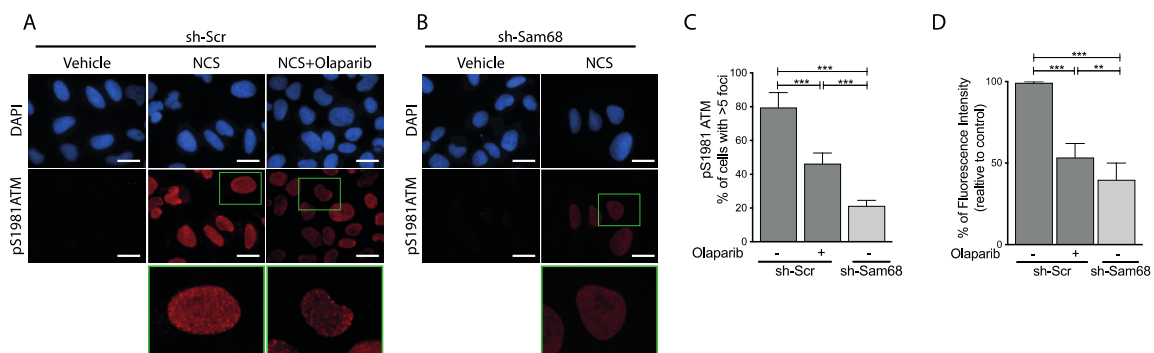 A
sh-Scr
Vehicle
NCS
NCS+Olaparib
DAPI
pS1981ATM
B
sh-Sam68
Vehicle
NCS
DAPI
pS1981ATM
C
pS1981 ATM
% of cells with >5 foci
100
80
60
40
20
0
***
*** ***
Olaparib - + -
sh-Scr sh-Sam68
D
% of Fluorescence Intensity
(realtive to control)
100
50
0
***
*** **
Olaparib - + -
sh-Scr sh-Sam68